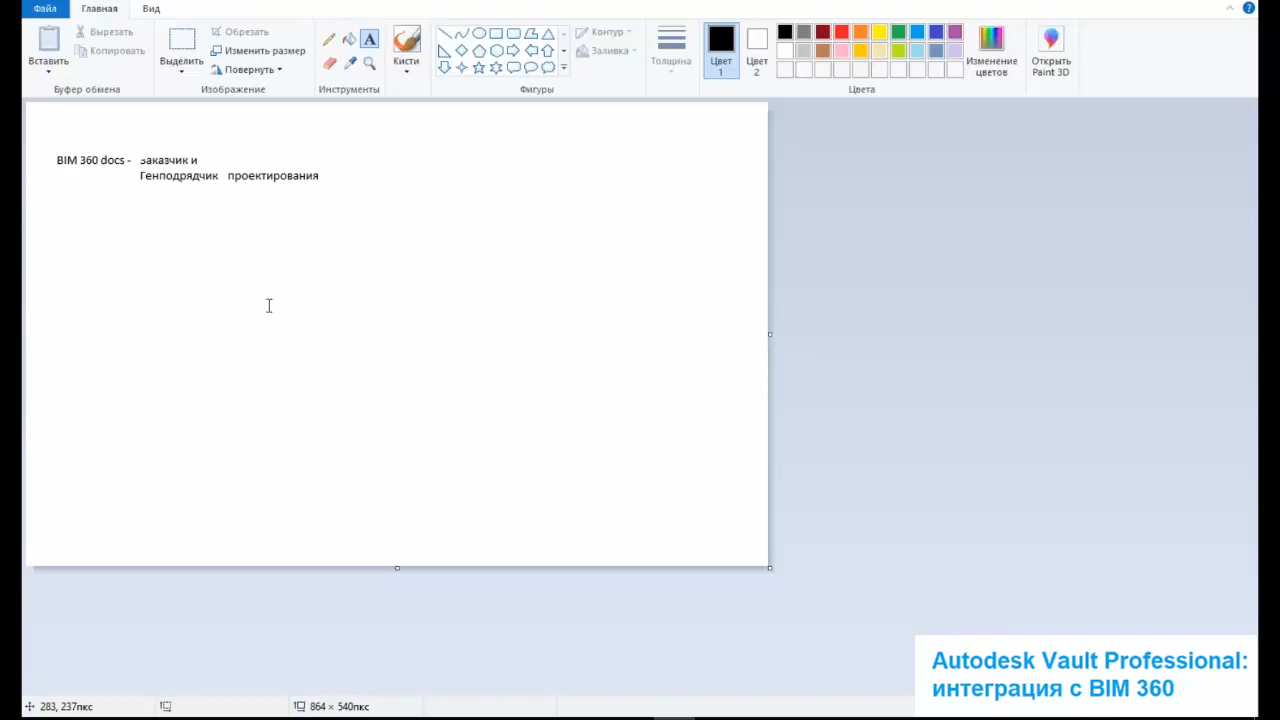 Файл Главная Вид
Вставить
Вырезать
Копировать
Буфер обмена
Выделить
Обрезать
Изменить размер
Повернуть
Изображение
A
Инструменты
Кисти
Фигуры
Контур
Заливка
Толщина
Цвет
1
Цвет
2
Цвета
Изменение
цветов
Открыть
Paint 3D
BIM 360 docs - Заказчик и
Генподрядчик проектирования
283, 237пкс
864 × 540пкс
Autodesk Vault Professional:
интеграция с BIM 360